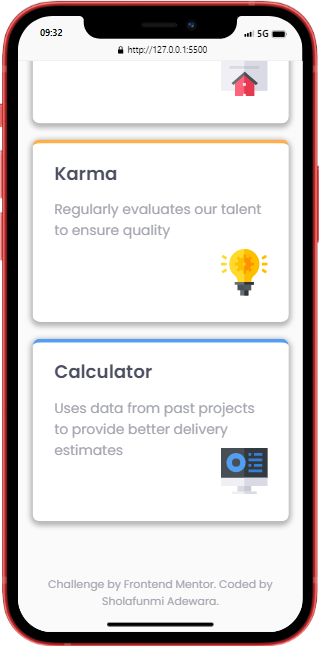 09:32
5G
http://127.0.0.1:5500
Karma
Regularly evaluates our talent
to ensure quality
Calculator
Uses data from past projects
to provide better delivery
estimates
Challenge by Frontend Mentor. Coded by
Sholafunmi Adewara.